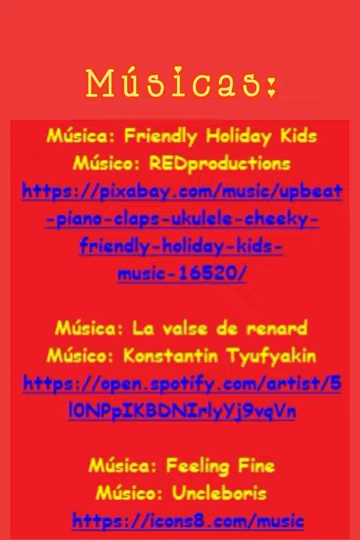 Músicas:
Música: Friendly Holiday Kids
Músico: REDproductions
https://pixabay.com/music/upbeat
-piano-claps-ukulele-cheeky-
friendly-holiday-kids-
music-16520/
Música: La valse de renard
Músico: Konstantin Tyufyakin
https://open.spotify.com/artist/5
l0NPpIKBDNIrlyYj9vqVn
Música: Feeling Fine
Músico: Uncleboris
https://icons8.com/music